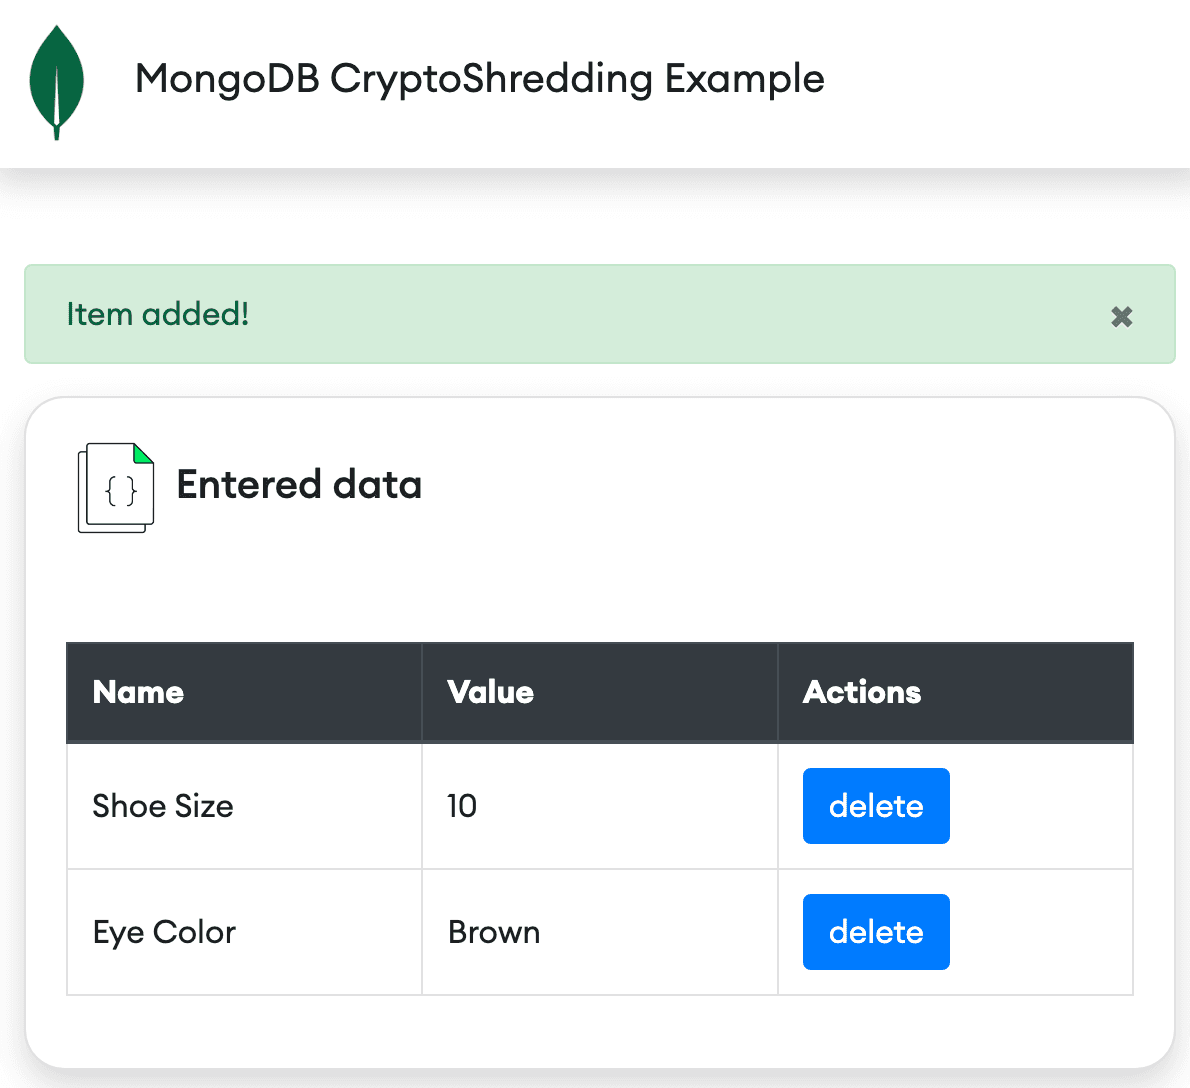 MongoDB CryptoShredding Example
Item added!
✖
{ }
Entered data
Name Value Actions
Shoe Size 10 delete
Eye Color Brown delete